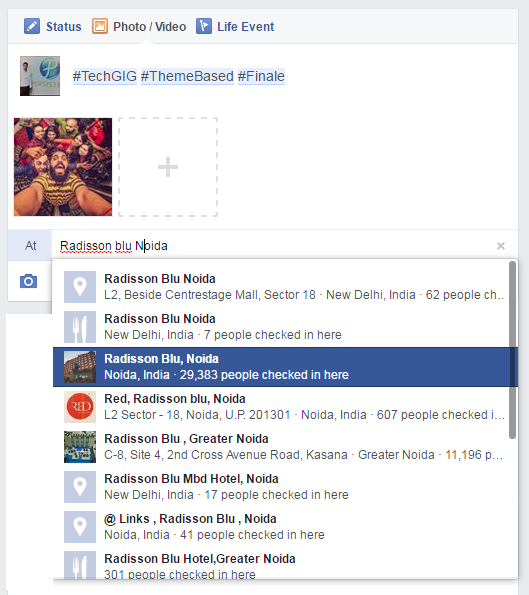 Status Photo / Video Life Event
#TechGIG #ThemeBased #Finale
At Radisson blu Noida
Radisson Blu Noida
L2, Beside Centrestage Mall, Sector 18 · New Delhi, India · 62 people ch...
Radisson Blu Noida
New Delhi, India · 7 people checked in here
Radisson Blu, Noida
Noida, India · 29,383 people checked in here
Red, Radisson blu, Noida
L2 Sector - 18, Noida, U.P. 201301 · Noida, India · 607 people checked i...
Radisson Blu , Greater Noida
C-8, Site 4, 2nd Cross Avenue Road, Kasana · Greater Noida · 11,196 p...
Radisson Blu Mbd Hotel, Noida
New Delhi, India · 17 people checked in here
@ Links , Radisson Blu , Noida
Noida, India · 41 people checked in here
Radisson Blu Hotel,Greater Noida
301 people checked in here